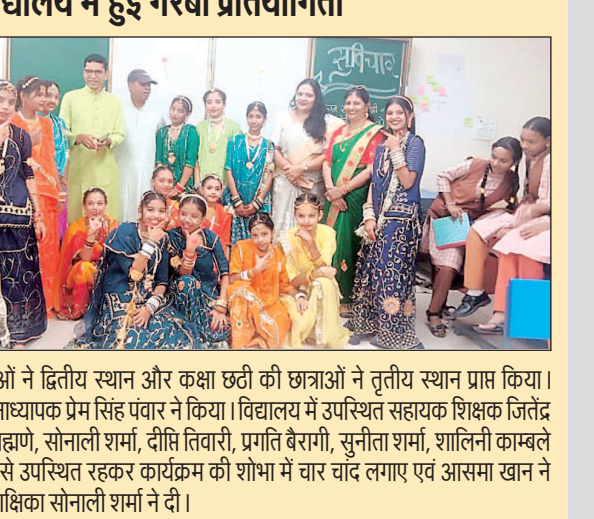 द्यालय में हुई गरबा प्रतियोगिता
सुविचार
ओं ने द्वितीय स्थान और कक्षा छठी की छात्राओं ने तृतीय स्थान प्राप्त किया।
नाध्यापक प्रेम सिंह पंवार ने किया। विद्यालय में उपस्थित सहायक शिक्षक जितेंद्र
ह्मणे, सोनाली शर्मा, दीप्ति तिवारी, प्रगति बैरागी, सुनीता शर्मा, शालिनी काम्बले
से उपस्थित रहकर कार्यक्रम की शोभा में चार चांद लगाए एवं आसमा खान ने
क्षिका सोनाली शर्मा ने दी।